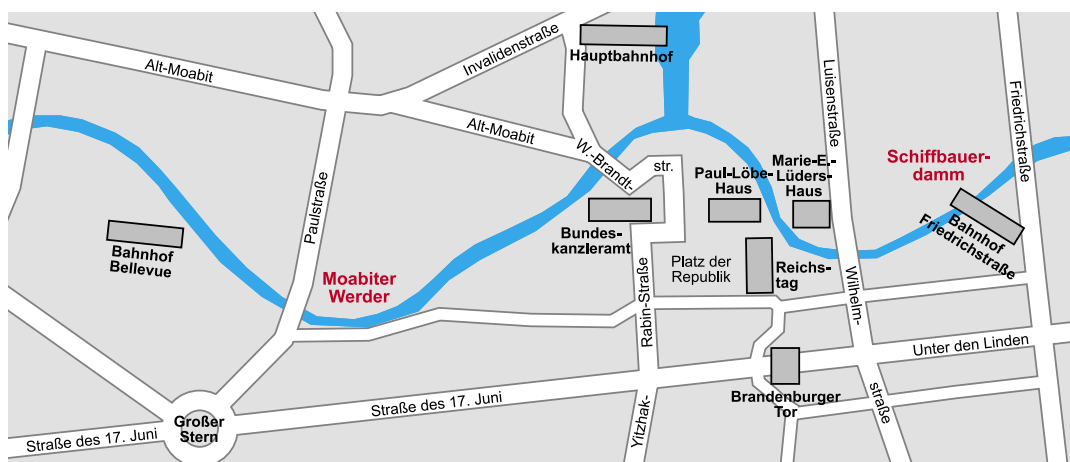 Alt-Moabit
Invalidenstraße
Hauptbahnhof
Luisenstraße
Friedrichstraße
Alt-Moabit
W.-Brandt-
str.
Paul-Löbe-
Haus
Marie-E.-
Lüders-
Haus
Schiffbauer-
damm
Paulstraße
Bahnhof
Bellevue
Bundes-
kanzleramt
Moabiter
Werder
Platz der
Republik
Reichs-
tag
Bahnhof
Friedrichstraße
Wilhelm-
straße
Yitzhak-
Rabin-Straße
Unter den Linden
Brandenburger
Tor
Großer
Stern
Straße des 17. Juni
Straße des 17. Juni